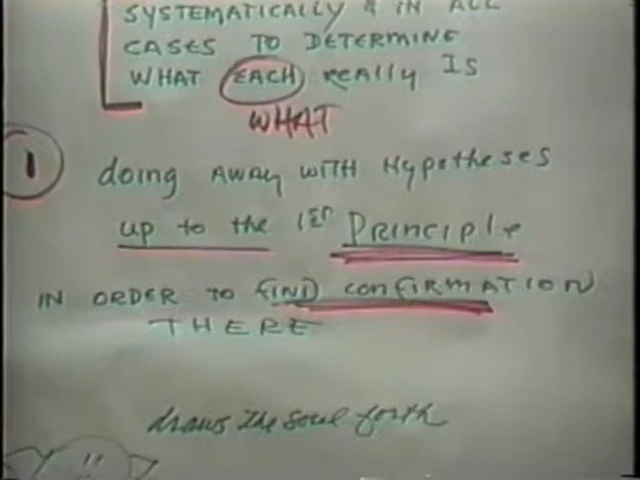 SYSTEMATICALLY & IN ALL
CASES TO DETERMINE
WHAT EACH REALLY IS
WHAT
1 doing AWAY WITH HypotHeses
up to the 1ST PRINCIPLE
IN ORDER TO FIND CONFIRMATION
THERE
draws the soul forth